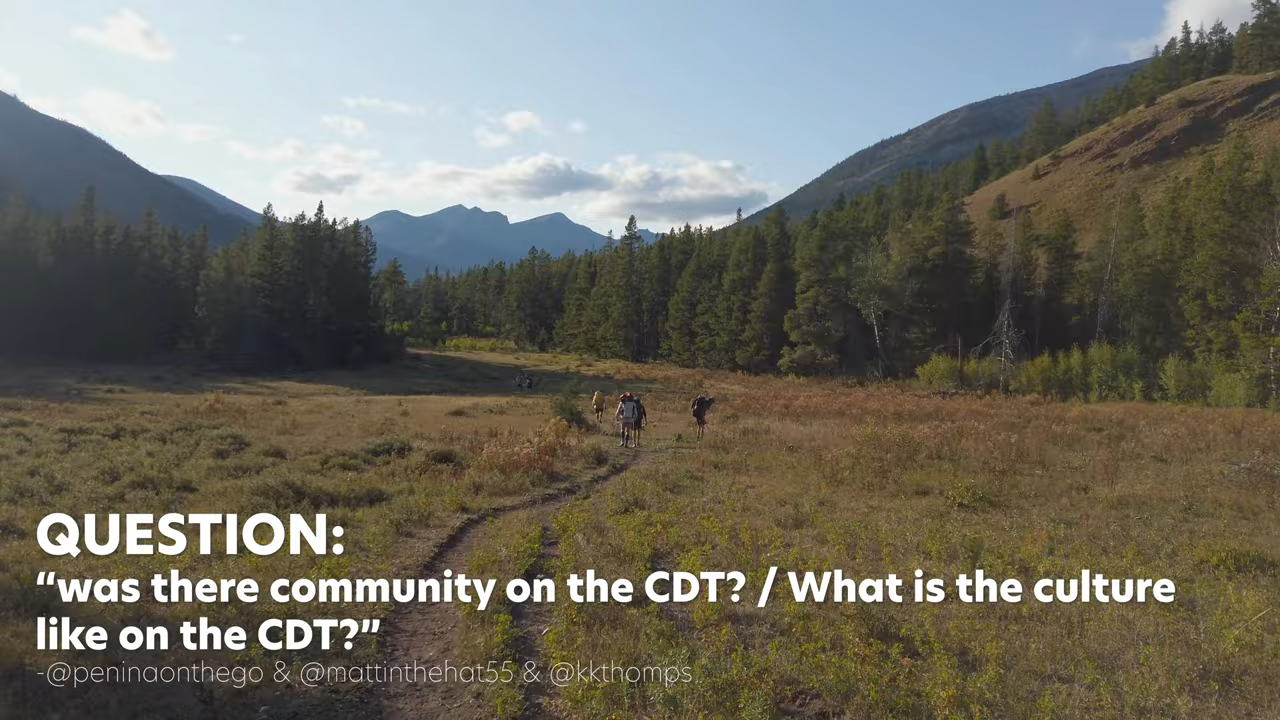 QUESTION:
“was there community on the CDT? / What is the culture
like on the CDT?”
-@peninaonthego & @mattinthehat55 & @kkthomps